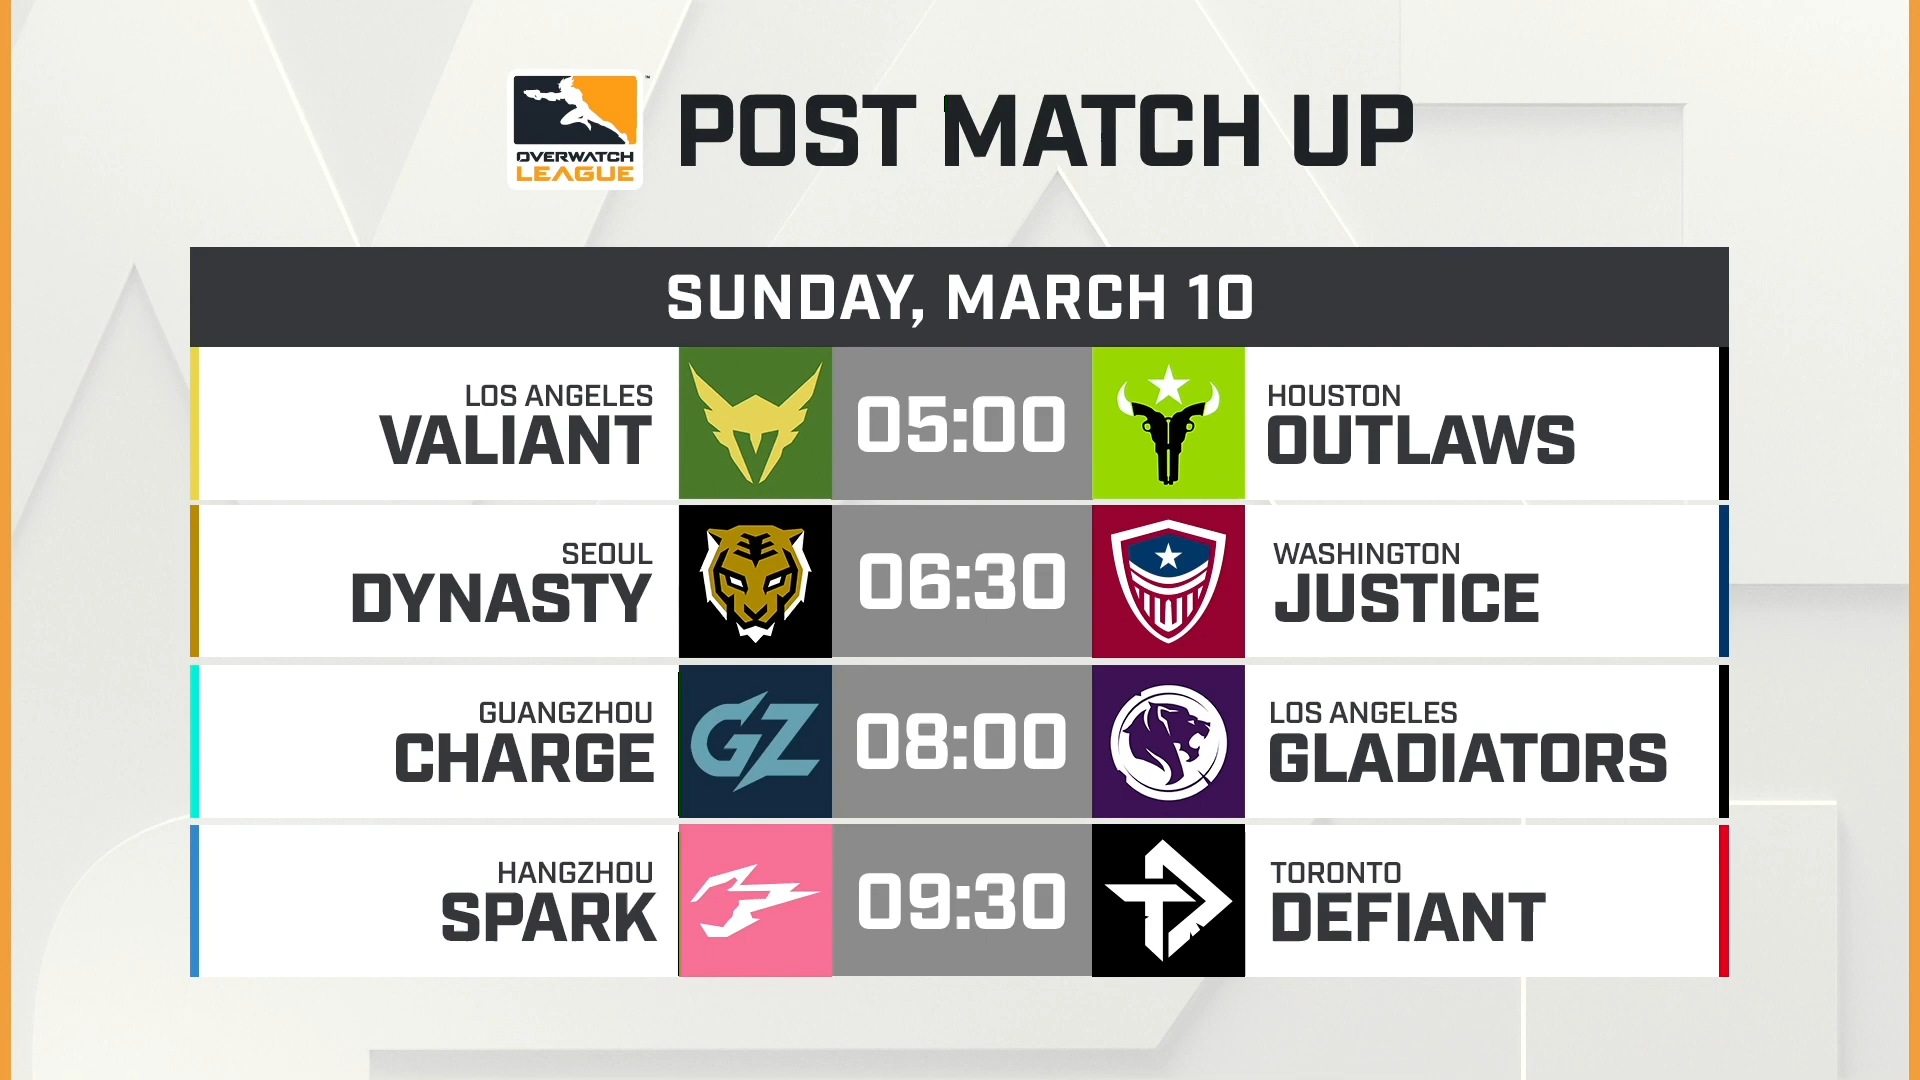 OVERWATCH
LEAGUE
™
POST MATCH UP
SUNDAY, MARCH 10
LOS ANGELES
VALIANT
05:00
HOUSTON
OUTLAWS
SEOUL
DYNASTY
06:30
WASHINGTON
JUSTICE
GUANGZHOU
CHARGE
GZ
08:00
LOS ANGELES
GLADIATORS
HANGZHOU
SPARK
09:30
TORONTO
DEFIANT